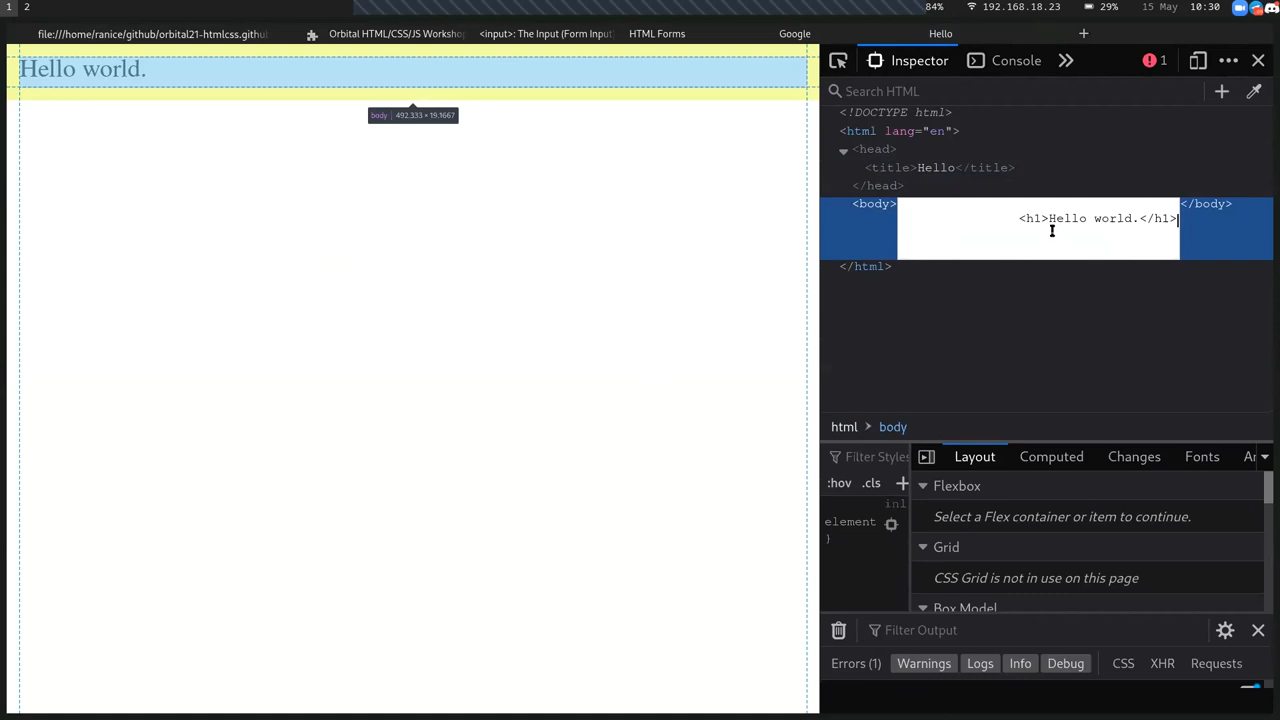 1 2 84% 192.168.18.23 29% 15 May 10:30
file:///home/ranice/github/orbital21-htmlcss.github Orbital HTML/CSS/JS Workshop <input>: The Input (Form Input) HTML Forms Google Hello +
Hello world.
body | 492.333 × 19.1667
Inspector Console 1
Search HTML
<!DOCTYPE html>
<html lang="en">
<head>
<title>Hello</title>
</head>
<body> </body>
<h1>Hello world.</h1>
</html>
html > body
Filter Styles Layout Computed Changes Fonts
:hov .cls +
Flexbox
inl
element
Select a Flex container or item to continue.
}
Grid
CSS Grid is not in use on this page
Box Model
Filter Output
Errors (1) Warnings Logs Info Debug CSS XHR Requests